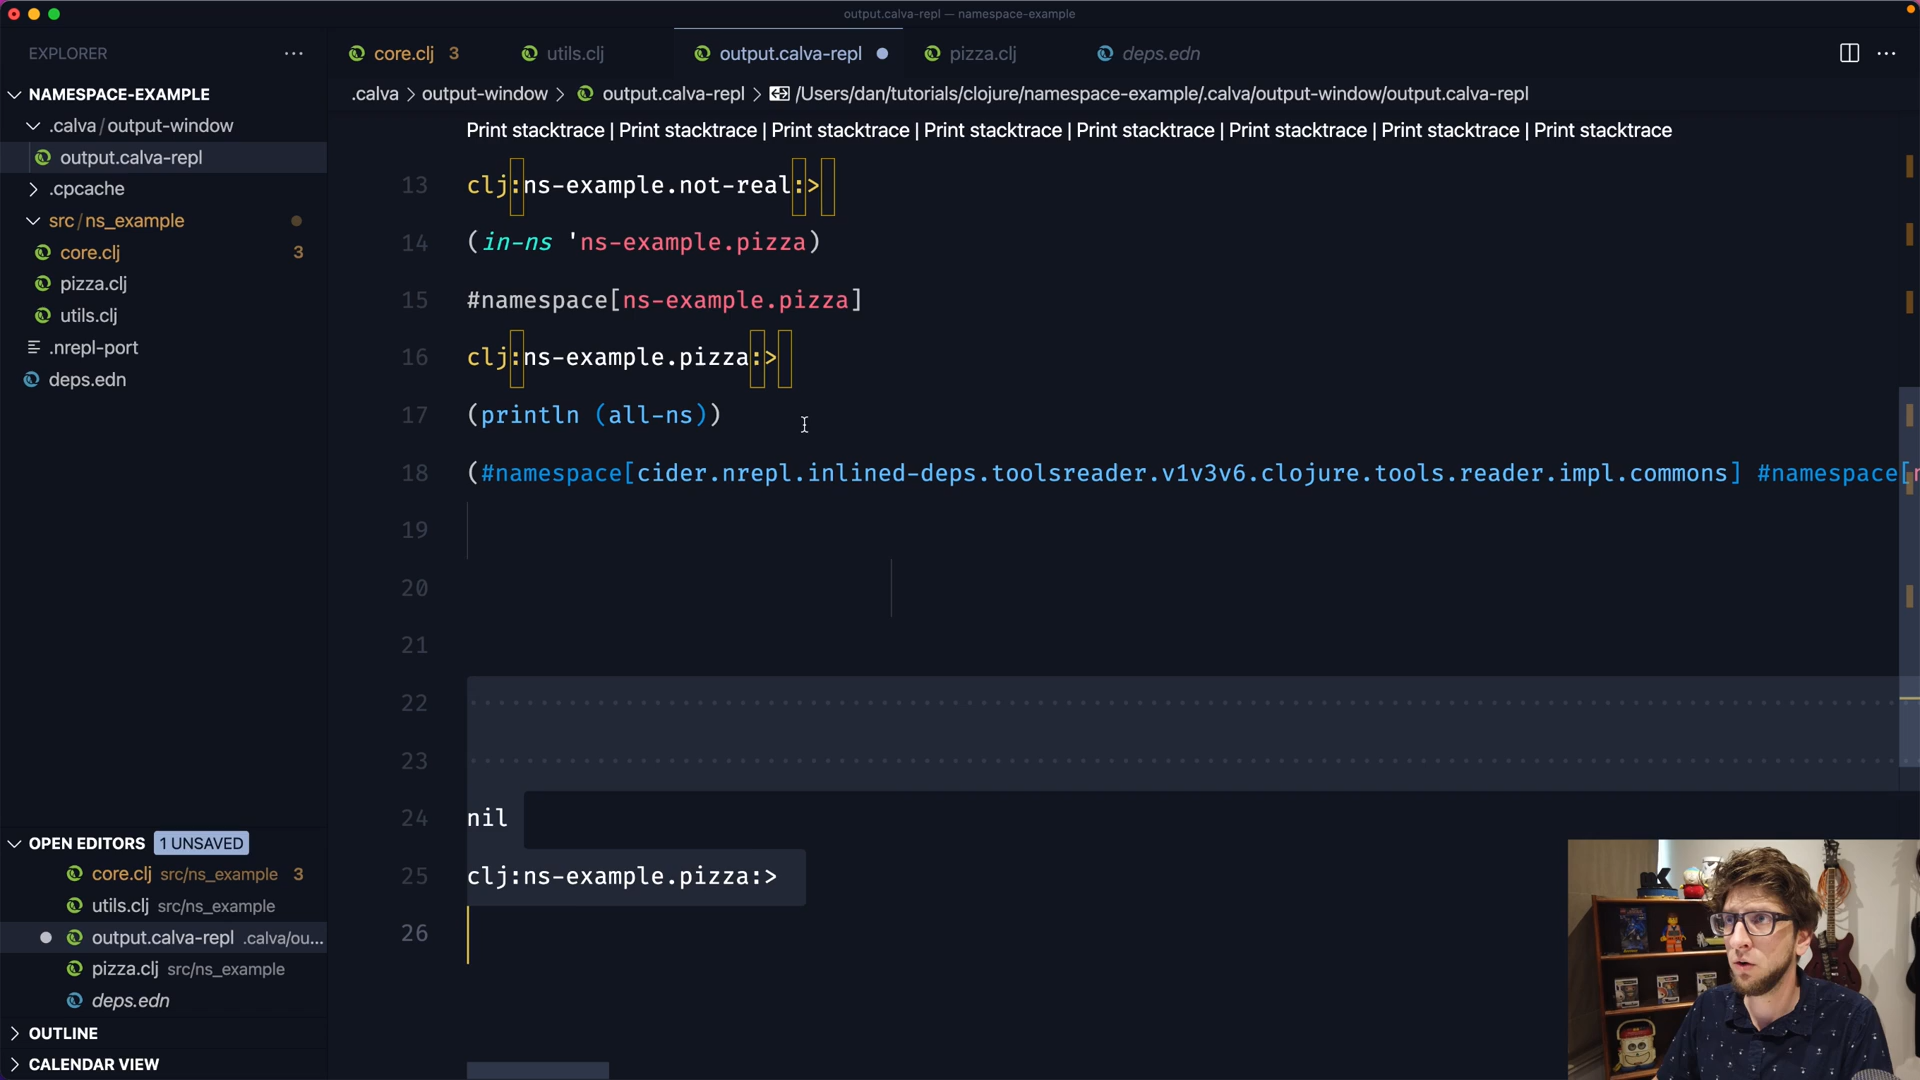 output.calva-repl — namespace-example
EXPLORER
NAMESPACE-EXAMPLE
.calva / output-window
output.calva-repl
.cpcache
src / ns_example
core.clj 3
pizza.clj
utils.clj
.nrepl-port
deps.edn
OPEN EDITORS 1 UNSAVED
core.clj src/ns_example 3
utils.clj src/ns_example
output.calva-repl .calva/ou...
pizza.clj src/ns_example
deps.edn
OUTLINE
CALENDAR VIEW
core.clj 3 utils.clj output.calva-repl pizza.clj deps.edn
.calva > output-window > output.calva-repl > /Users/dan/tutorials/clojure/namespace-example/.calva/output-window/output.calva-repl
Print stacktrace | Print stacktrace | Print stacktrace | Print stacktrace | Print stacktrace | Print stacktrace | Print stacktrace | Print stacktrace
13 clj:ns-example.not-real:>
14 (in-ns 'ns-example.pizza)
15 #namespace[ns-example.pizza]
16 clj:ns-example.pizza:>
17 (println (all-ns))
18 (#namespace[cider.nrepl.inlined-deps.toolsreader.v1v3v6.clojure.tools.reader.impl.commons] #namespace[
19
20
21
22
23
24 nil
25 clj:ns-example.pizza:>
26